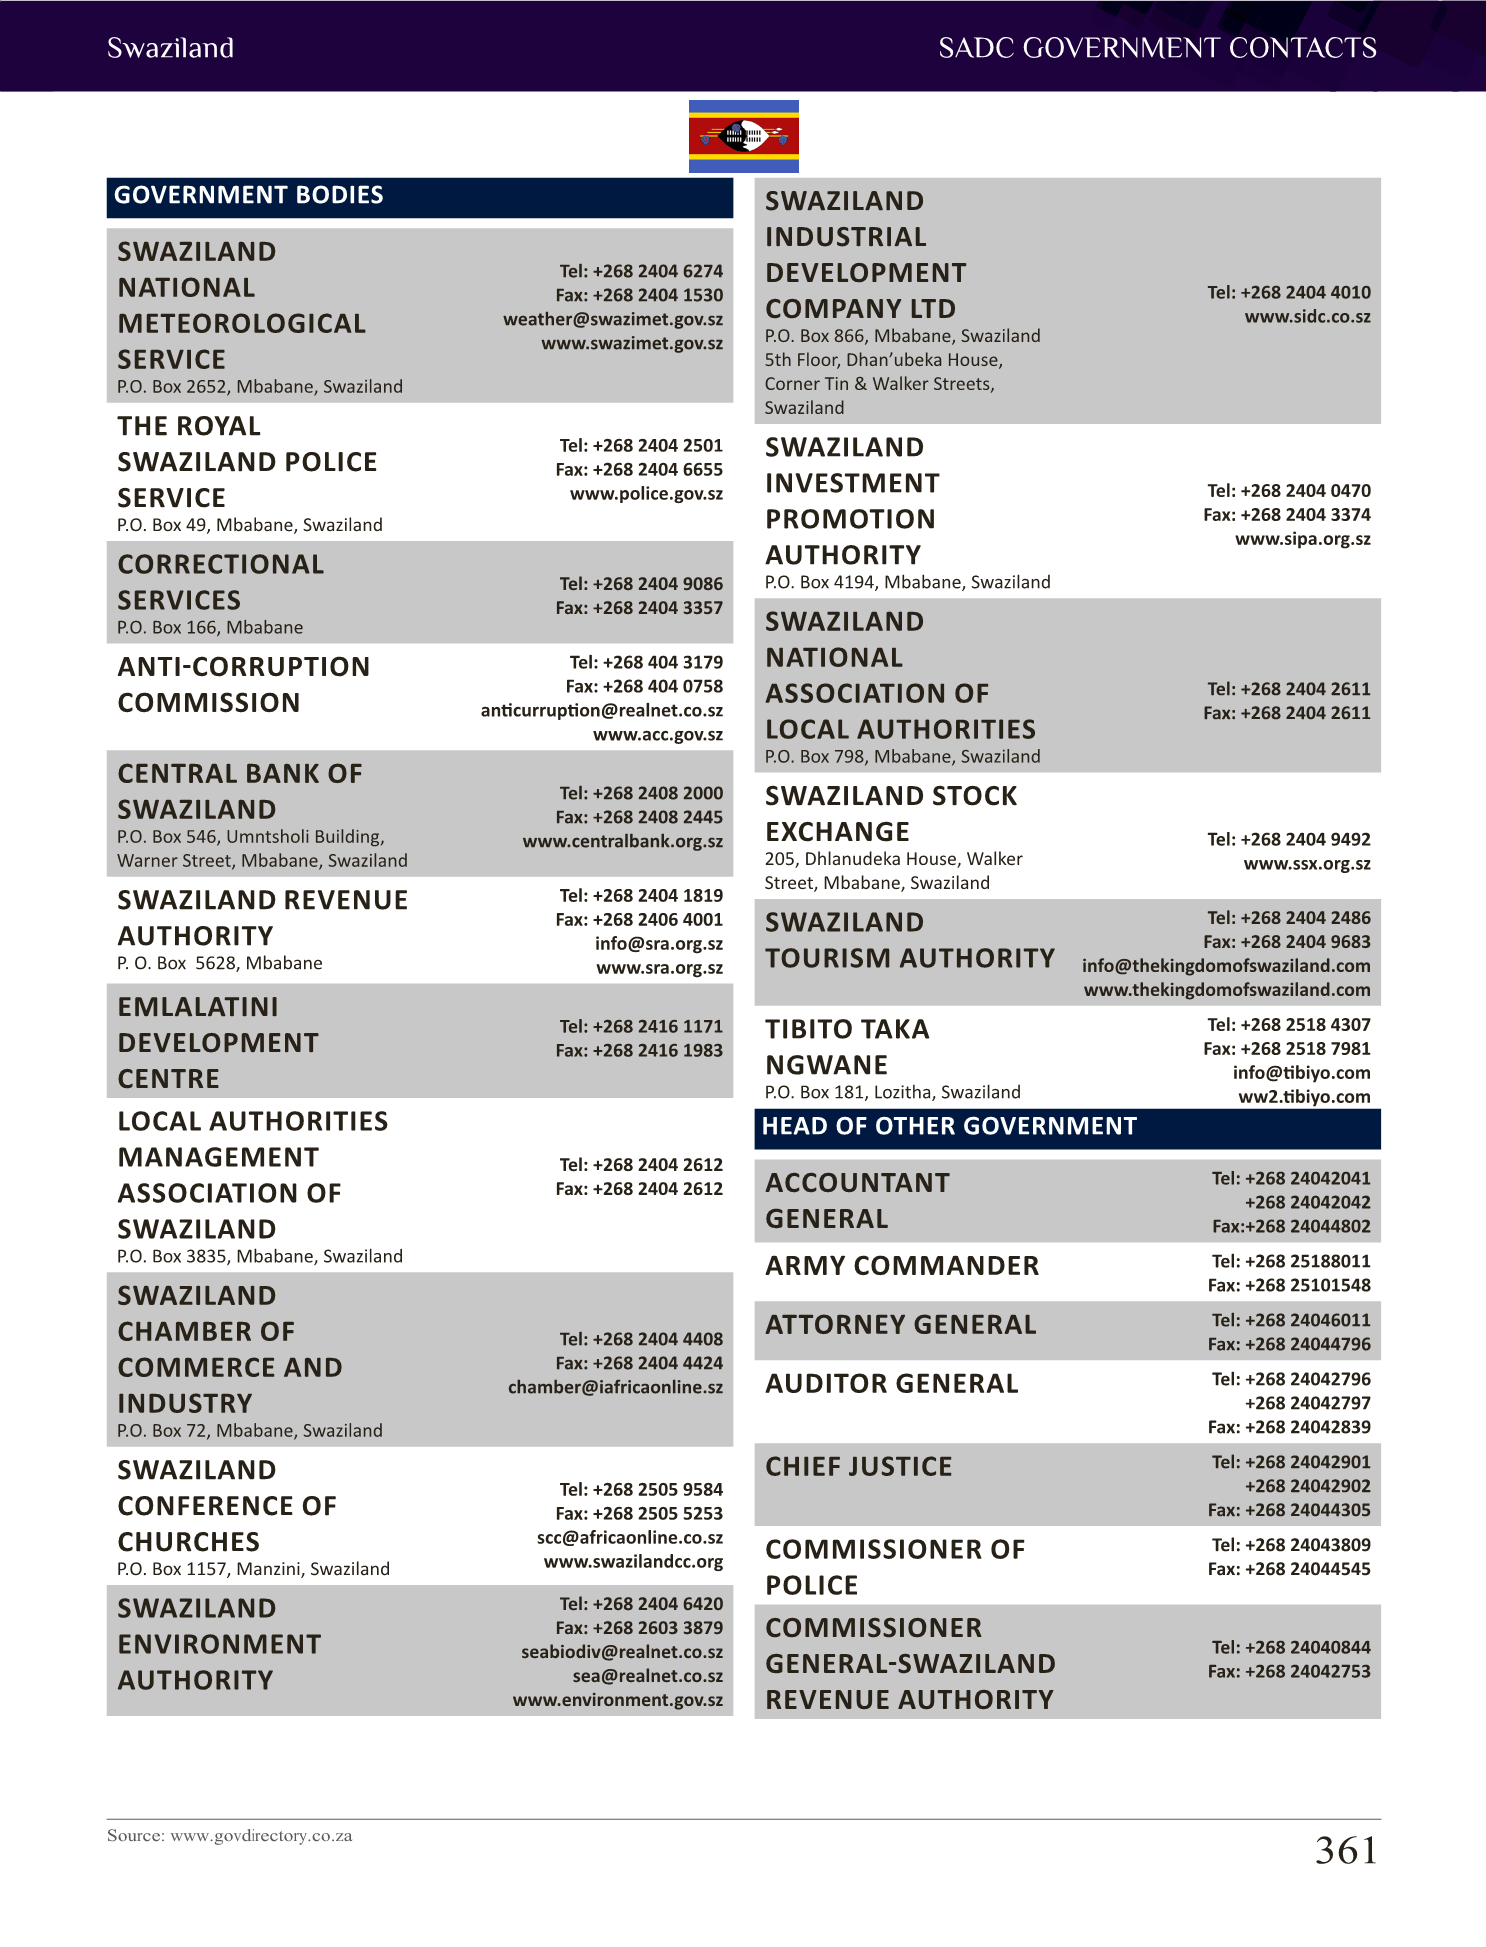 Swaziland
SADC GOVERNMENT CONTACTS
GOVERNMENT BODIES
SWAZILAND
NATIONAL
METEOROLOGICAL
SERVICE
P.O. Box 2652, Mbabane, Swaziland
Tel: +268 2404 6274
Fax: +268 2404 1530
weather@swazimet.gov.sz
www.swazimet.gov.sz
THE ROYAL
SWAZILAND POLICE
SERVICE
P.O. Box 49, Mbabane, Swaziland
Tel: +268 2404 2501
Fax: +268 2404 6655
www.police.gov.sz
CORRECTIONAL
SERVICES
P.O. Box 166, Mbabane
Tel: +268 2404 9086
Fax: +268 2404 3357
ANTI-CORRUPTION
COMMISSION
Tel: +268 404 3179
Fax: +268 404 0758
anticurruption@realnet.co.sz
www.acc.gov.sz
CENTRAL BANK OF
SWAZILAND
P.O. Box 546, Umntsholi Building,
Warner Street, Mbabane, Swaziland
Tel: +268 2408 2000
Fax: +268 2408 2445
www.centralbank.org.sz
SWAZILAND REVENUE
AUTHORITY
P. O. Box  5628, Mbabane
Tel: +268 2404 1819
Fax: +268 2406 4001
info@sra.org.sz
www.sra.org.sz
EMLALATINI
DEVELOPMENT
CENTRE
Tel: +268 2416 1171
Fax: +268 2416 1983
LOCAL AUTHORITIES
MANAGEMENT
ASSOCIATION OF
SWAZILAND
P.O. Box 3835, Mbabane, Swaziland
Tel: +268 2404 2612
Fax: +268 2404 2612
SWAZILAND
CHAMBER OF
COMMERCE AND
INDUSTRY
P.O. Box 72, Mbabane, Swaziland
Tel: +268 2404 4408
Fax: +268 2404 4424
chamber@iafricaonline.sz
SWAZILAND
CONFERENCE OF
CHURCHES
P.O. Box 1157, Manzini, Swaziland
Tel: +268 2505 9584
Fax: +268 2505 5253
scc@africaonline.co.sz
www.swazilandcc.org
SWAZILAND
ENVIRONMENT
AUTHORITY
Tel: +268 2404 6420
Fax: +268 2603 3879
seabiodiv@realnet.co.sz
sea@realnet.co.sz
www.environment.gov.sz
SWAZILAND
INDUSTRIAL
DEVELOPMENT
COMPANY LTD
P.O. Box 866, Mbabane, Swaziland
5th Floor, Dhan’ubeka House,
Corner Tin & Walker Streets,
Swaziland
Tel: +268 2404 4010
www.sidc.co.sz
SWAZILAND
INVESTMENT
PROMOTION
AUTHORITY
P.O. Box 4194, Mbabane, Swaziland
Tel: +268 2404 0470
Fax: +268 2404 3374
www.sipa.org.sz
SWAZILAND
NATIONAL
ASSOCIATION OF
LOCAL AUTHORITIES
P.O. Box 798, Mbabane, Swaziland
Tel: +268 2404 2611
Fax: +268 2404 2611
SWAZILAND STOCK
EXCHANGE
205, Dhlanudeka House, Walker
Street, Mbabane, Swaziland
Tel: +268 2404 9492
www.ssx.org.sz
SWAZILAND
TOURISM AUTHORITY
Tel: +268 2404 2486
Fax: +268 2404 9683
info@thekingdomofswaziland.com
www.thekingdomofswaziland.com
TIBITO TAKA
NGWANE
P.O. Box 181, Lozitha, Swaziland
Tel: +268 2518 4307
Fax: +268 2518 7981
info@tibiyo.com
ww2.tibiyo.com
HEAD OF OTHER GOVERNMENT
ACCOUNTANT
GENERAL
Tel: +268 24042041
+268 24042042
Fax:+268 24044802
ARMY COMMANDER
Tel: +268 25188011
Fax: +268 25101548
ATTORNEY GENERAL
Tel: +268 24046011
Fax: +268 24044796
AUDITOR GENERAL
Tel: +268 24042796
+268 24042797
Fax: +268 24042839
CHIEF JUSTICE
Tel: +268 24042901
+268 24042902
Fax: +268 24044305
COMMISSIONER OF
POLICE
Tel: +268 24043809
Fax: +268 24044545
COMMISSIONER
GENERAL-SWAZILAND
REVENUE AUTHORITY
Tel: +268 24040844
Fax: +268 24042753
Source: www.govdirectory.co.za
361